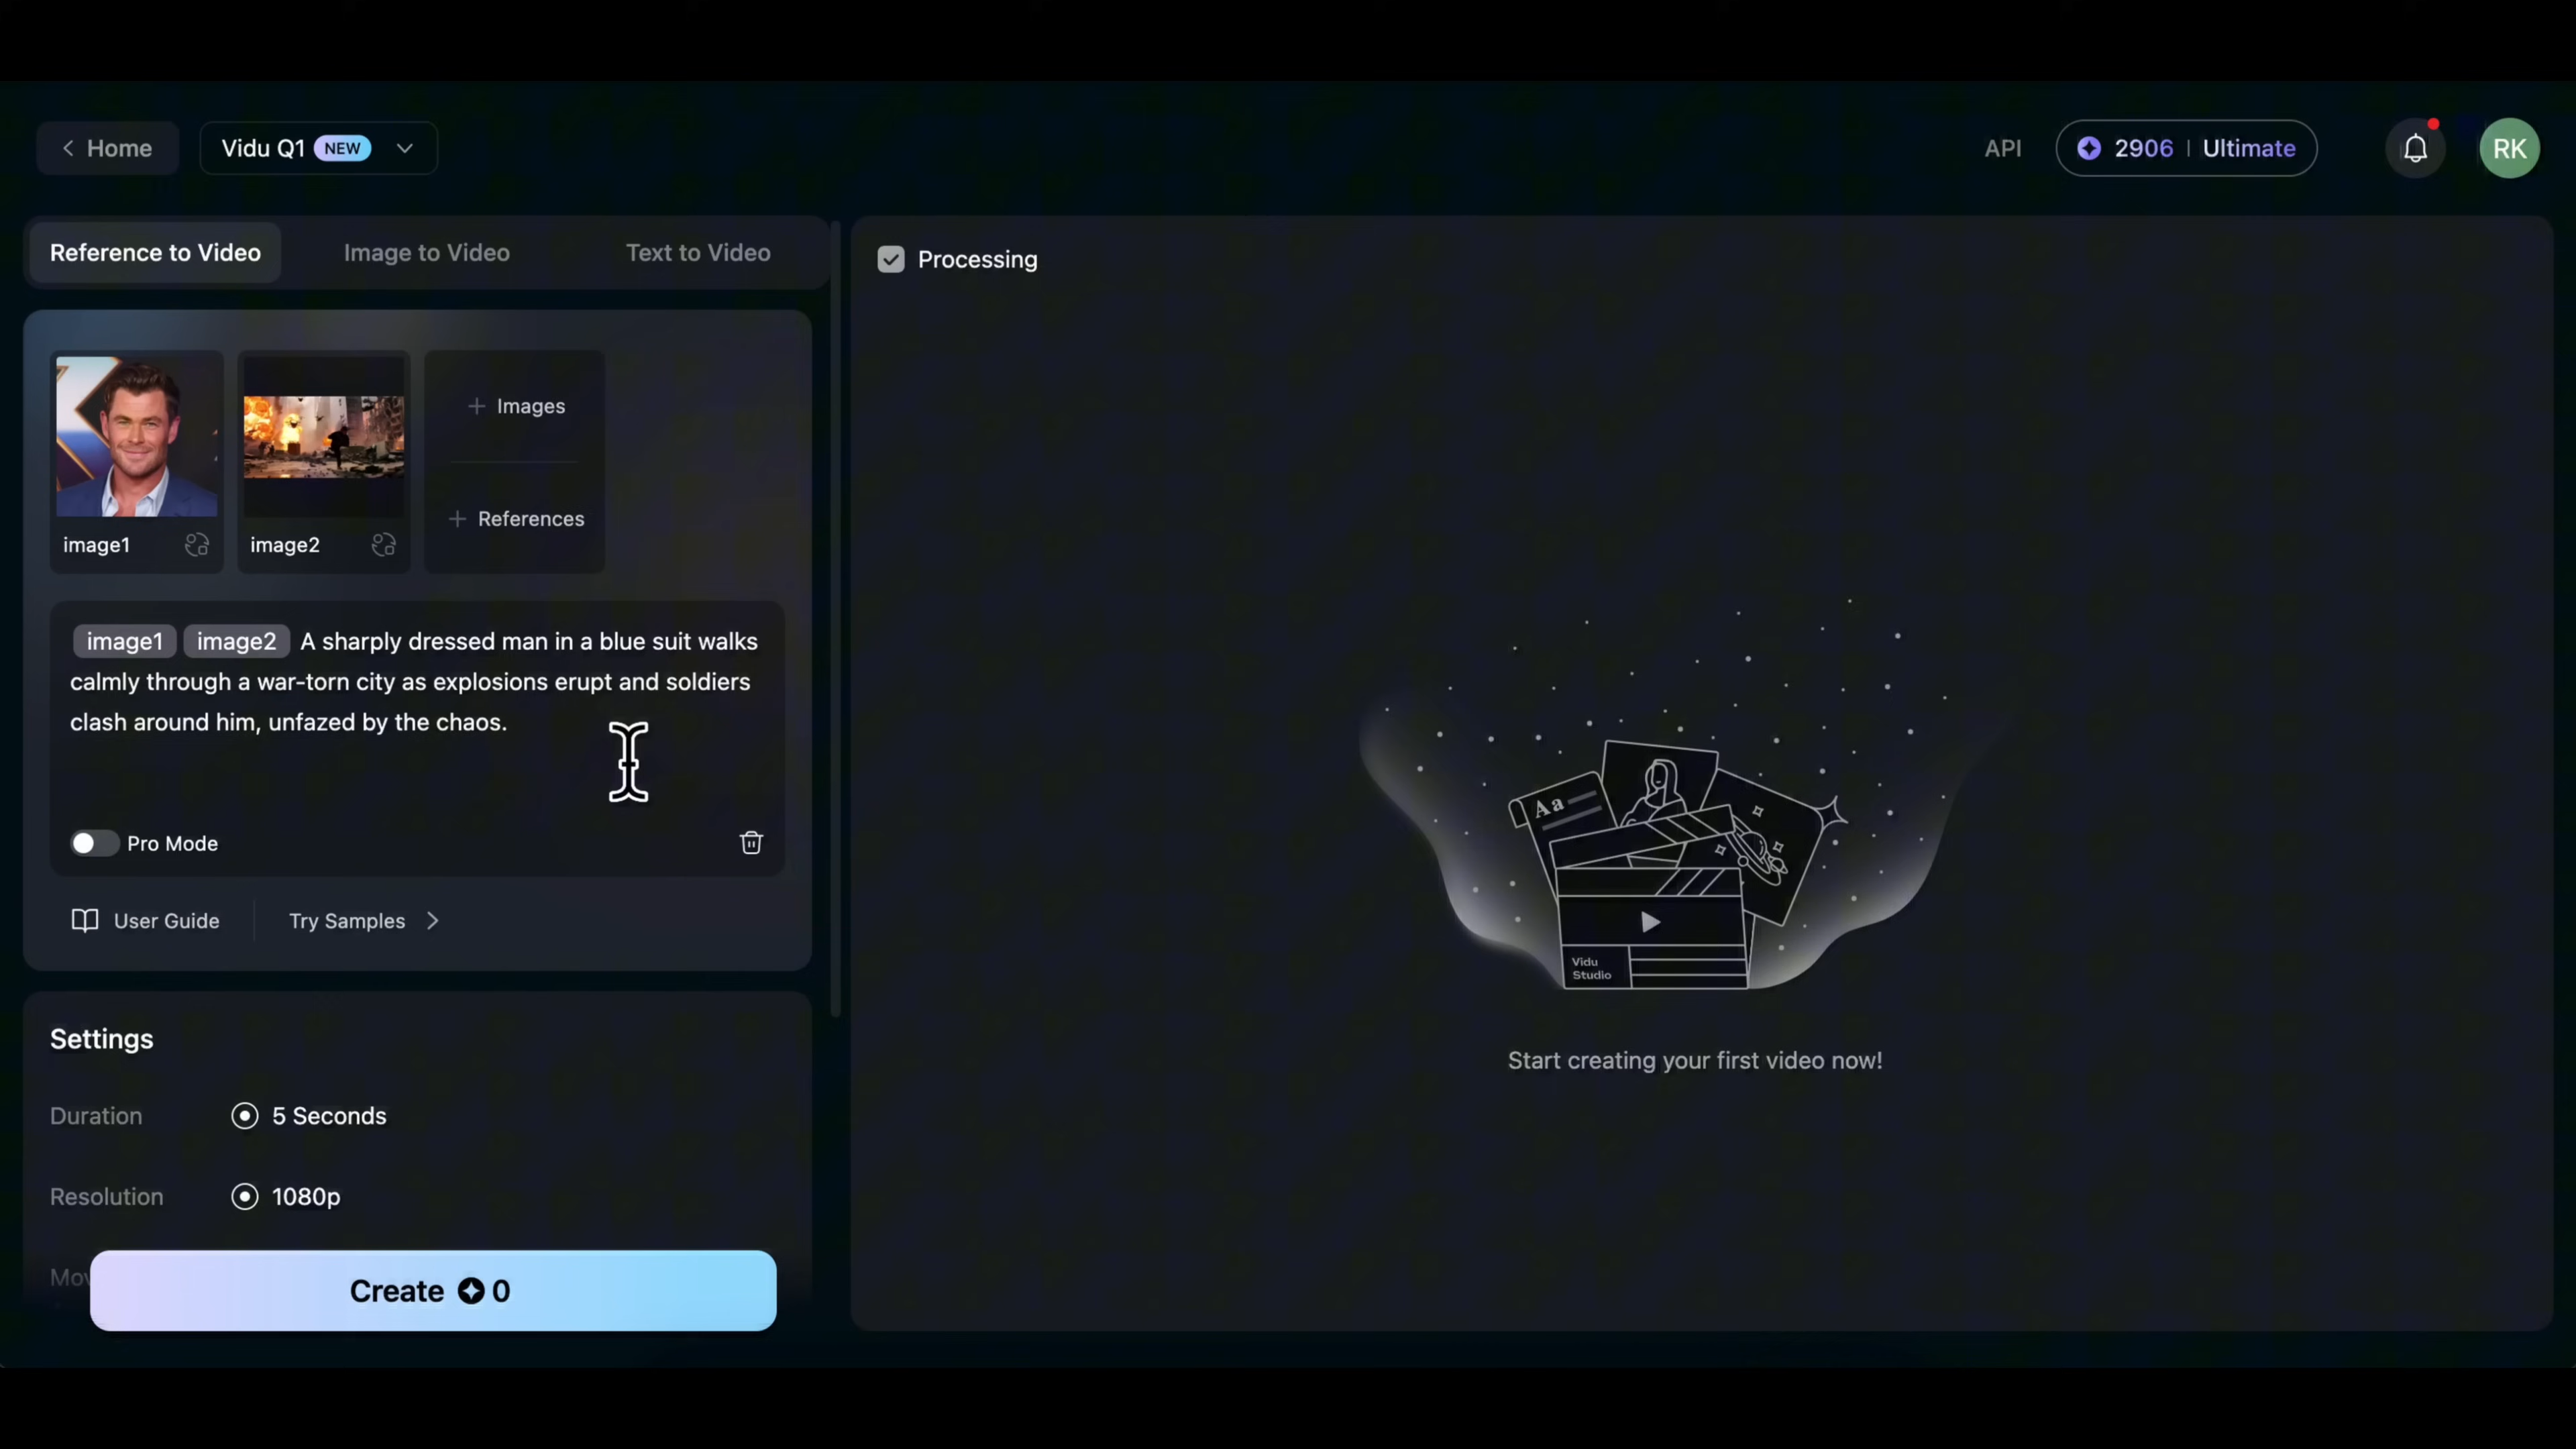 Home
Vidu Q1 NEW
API
2906 | Ultimate
RK
Reference to Video
Image to Video
Text to Video
Processing
+ Images
+ References
image1
image2
image1 image2 A sharply dressed man in a blue suit walks
calmly through a war-torn city as explosions erupt and soldiers
clash around him, unfazed by the chaos.
Pro Mode
User Guide
Try Samples
Aa
Vidu
Studio
Start creating your first video now!
Settings
Duration
5 Seconds
Resolution
1080p
Create 0